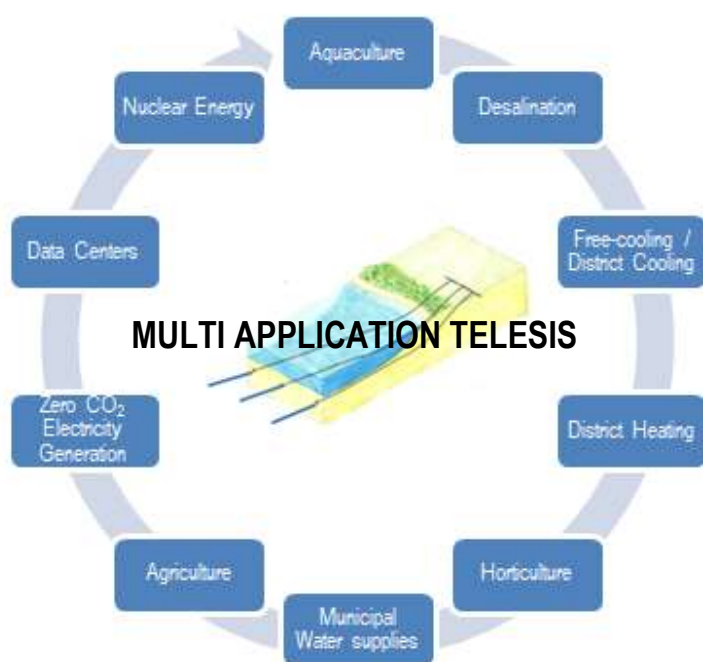 Aquaculture
Desalination
Free-cooling /
District Cooling
District Heating
Horticulture
Municipal
Water supplies
Agriculture
Zero CO₂
Electricity
Generation
Data Centers
Nuclear Energy
MULTI APPLICATION TELESIS